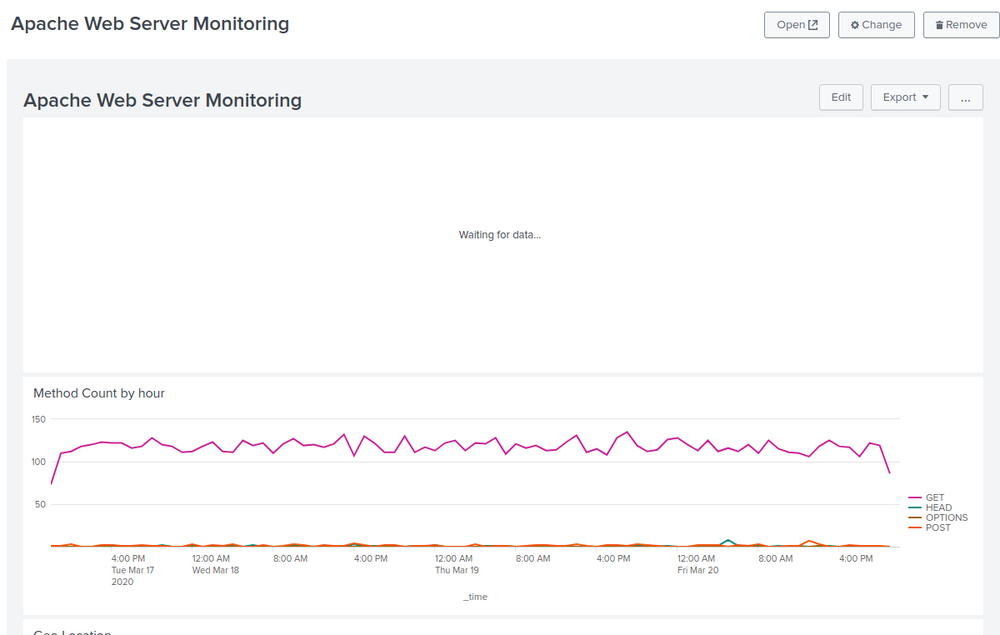 Apache Web Server Monitoring
Open
Change
Remove
Apache Web Server Monitoring
Edit
Export
...
Waiting for data...
Method Count by hour
150
100
50
GET
HEAD
OPTIONS
POST
4:00 PM
Tue Mar 17
2020
12:00 AM
Wed Mar 18
8:00 AM
4:00 PM
12:00 AM
Thu Mar 19
8:00 AM
4:00 PM
12:00 AM
Fri Mar 20
8:00 AM
4:00 PM
_time
Geo Location